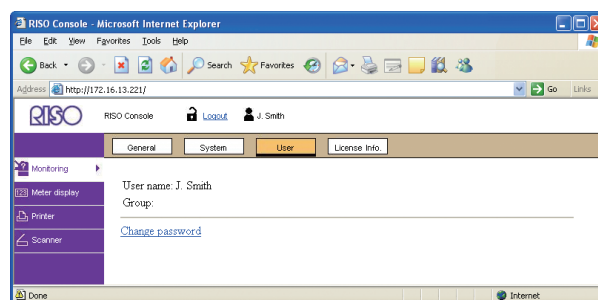 RISO Console - Microsoft Internet Explorer
File Edit View Favorites Tools Help
Back Search Favorites
Address http://172.16.13.221/ Go Links
RISO RISO Console Logout J. Smith
General System User License Info.
Monitoring
123 Meter display
Printer
Scanner
User name: J. Smith
Group:
Change password
Done Internet